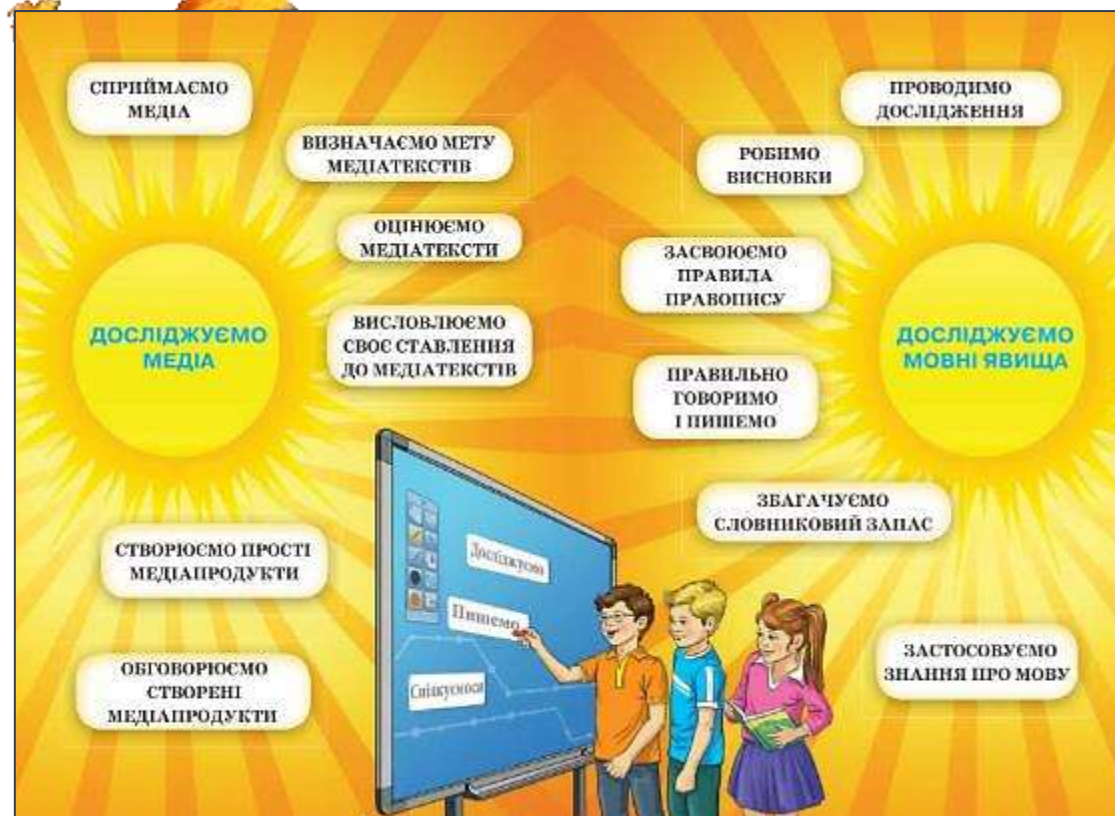 СПРИЙМАЄМО
МЕДІА
ВИЗНАЧАЄМО МЕТУ
МЕДІАТЕКСТІВ
ОЦІНЮЄМО
МЕДІАТЕКСТИ
ДОСЛІДЖУЄМО
МЕДІА
ВИСЛОВЛЮЄМО
СВОЄ СТАВЛЕННЯ
ДО МЕДІАТЕКСТІВ
СТВОРЮЄМО ПРОСТІ
МЕДІАПРОДУКТИ
ОБГОВОРЮЄМО
СТВОРЕНІ
МЕДІАПРОДУКТИ
ПРОВОДИМО
ДОСЛІДЖЕННЯ
РОБИМО
ВИСНОВКИ
ЗАСВОЮЄМО
ПРАВИЛА
ПРАВОПИСУ
ДОСЛІДЖУЄМО
МОВНІ ЯВИЩА
ПРАВИЛЬНО
ГОВОРИМО
І ПИШЕМО
ЗБАГАЧУЄМО
СЛОВНИКОВИЙ ЗАПАС
ЗАСТОСОВУЄМО
ЗНАННЯ ПРО МОВУ
Досліджуємо
Пишемо
Спілкуємося